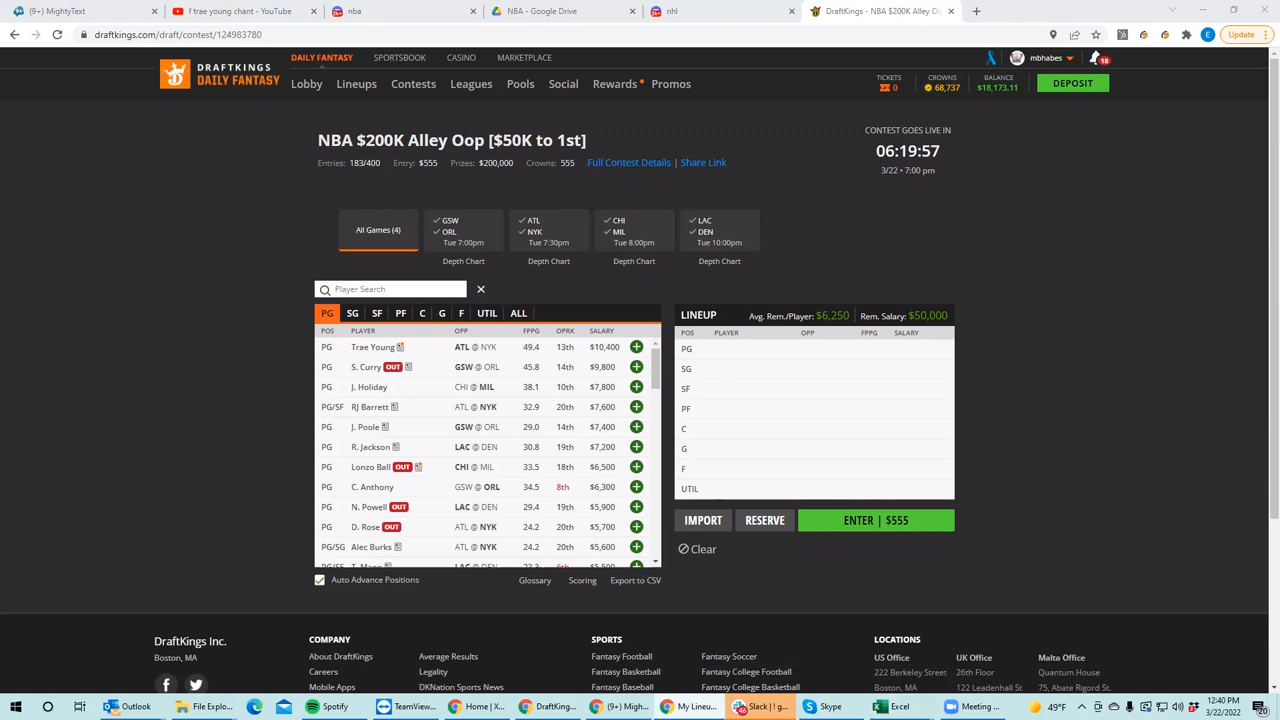 (9+) MightyText
f trae young chant - YouTube
nba
NBA - Google Drive
nhl
DraftKings - NBA $200K Alley Oo
draftkings.com/draft/contest/124983780
E
Update
DRAFTKINGS
DAILY FANTASY
DAILY FANTASY SPORTSBOOK CASINO MARKETPLACE
mbhabes
18
Lobby Lineups Contests Leagues Pools Social Rewards Promos
TICKETS CROWNS BALANCE
0 68,737 $18,173.11
DEPOSIT
NBA $200K Alley Oop [$50K to 1st]
Entries: 183/400 Entry: $555 Prizes: $200,000 Crowns: 555 Full Contest Details | Share Link
CONTEST GOES LIVE IN
06:19:57
3/22 • 7:00 pm
All Games (4)
GSW
ORL
Tue 7:00pm
Depth Chart
ATL
NYK
Tue 7:30pm
Depth Chart
CHI
MIL
Tue 8:00pm
Depth Chart
LAC
DEN
Tue 10:00pm
Depth Chart
Player Search
PG SG SF PF C G F UTIL ALL
POS PLAYER OPP FPPG OPRK SALARY
PG Trae Young ATL @ NYK 49.4 13th $10,400
PG S. Curry OUT GSW @ ORL 45.8 14th $9,800
PG J. Holiday CHI @ MIL 38.1 10th $7,800
PG/SF RJ Barrett ATL @ NYK 32.9 20th $7,600
PG J. Poole GSW @ ORL 29.0 14th $7,400
PG R. Jackson LAC @ DEN 30.8 19th $7,200
PG Lonzo Ball OUT CHI @ MIL 33.5 18th $6,500
PG C. Anthony GSW @ ORL 34.5 8th $6,300
PG N. Powell OUT LAC @ DEN 29.4 19th $5,900
PG D. Rose OUT ATL @ NYK 24.2 20th $5,700
PG/SG Alec Burks ATL @ NYK 24.2 20th $5,600
LINEUP Avg. Rem./Player: $6,250 Rem. Salary: $50,000
POS PLAYER OPP FPPG SALARY
PG
SG
SF
PF
C
G
F
UTIL
IMPORT RESERVE ENTER | $555
Clear
Auto Advance Positions
Glossary Scoring Export to CSV
DraftKings Inc.
Boston, MA
COMPANY
About DraftKings Average Results
Careers Legality
Mobile Apps DKNation Sports News
SPORTS
Fantasy Football Fantasy Soccer
Fantasy Basketball Fantasy College Football
Fantasy Baseball Fantasy College Basketball
LOCATIONS
US Office UK Office Malta Office
222 Berkeley Street 26th Floor Quantum House
Boston, MA 122 Leadenhall St 75, Abate Rigord St.
Outlook File Explo... Spotify TeamView... Home | X... DraftKing... (9+) Migh... My Lineu... Slack | ! g... Skype Excel Meeting ...
49°F
12:40 PM
3/22/2022
20